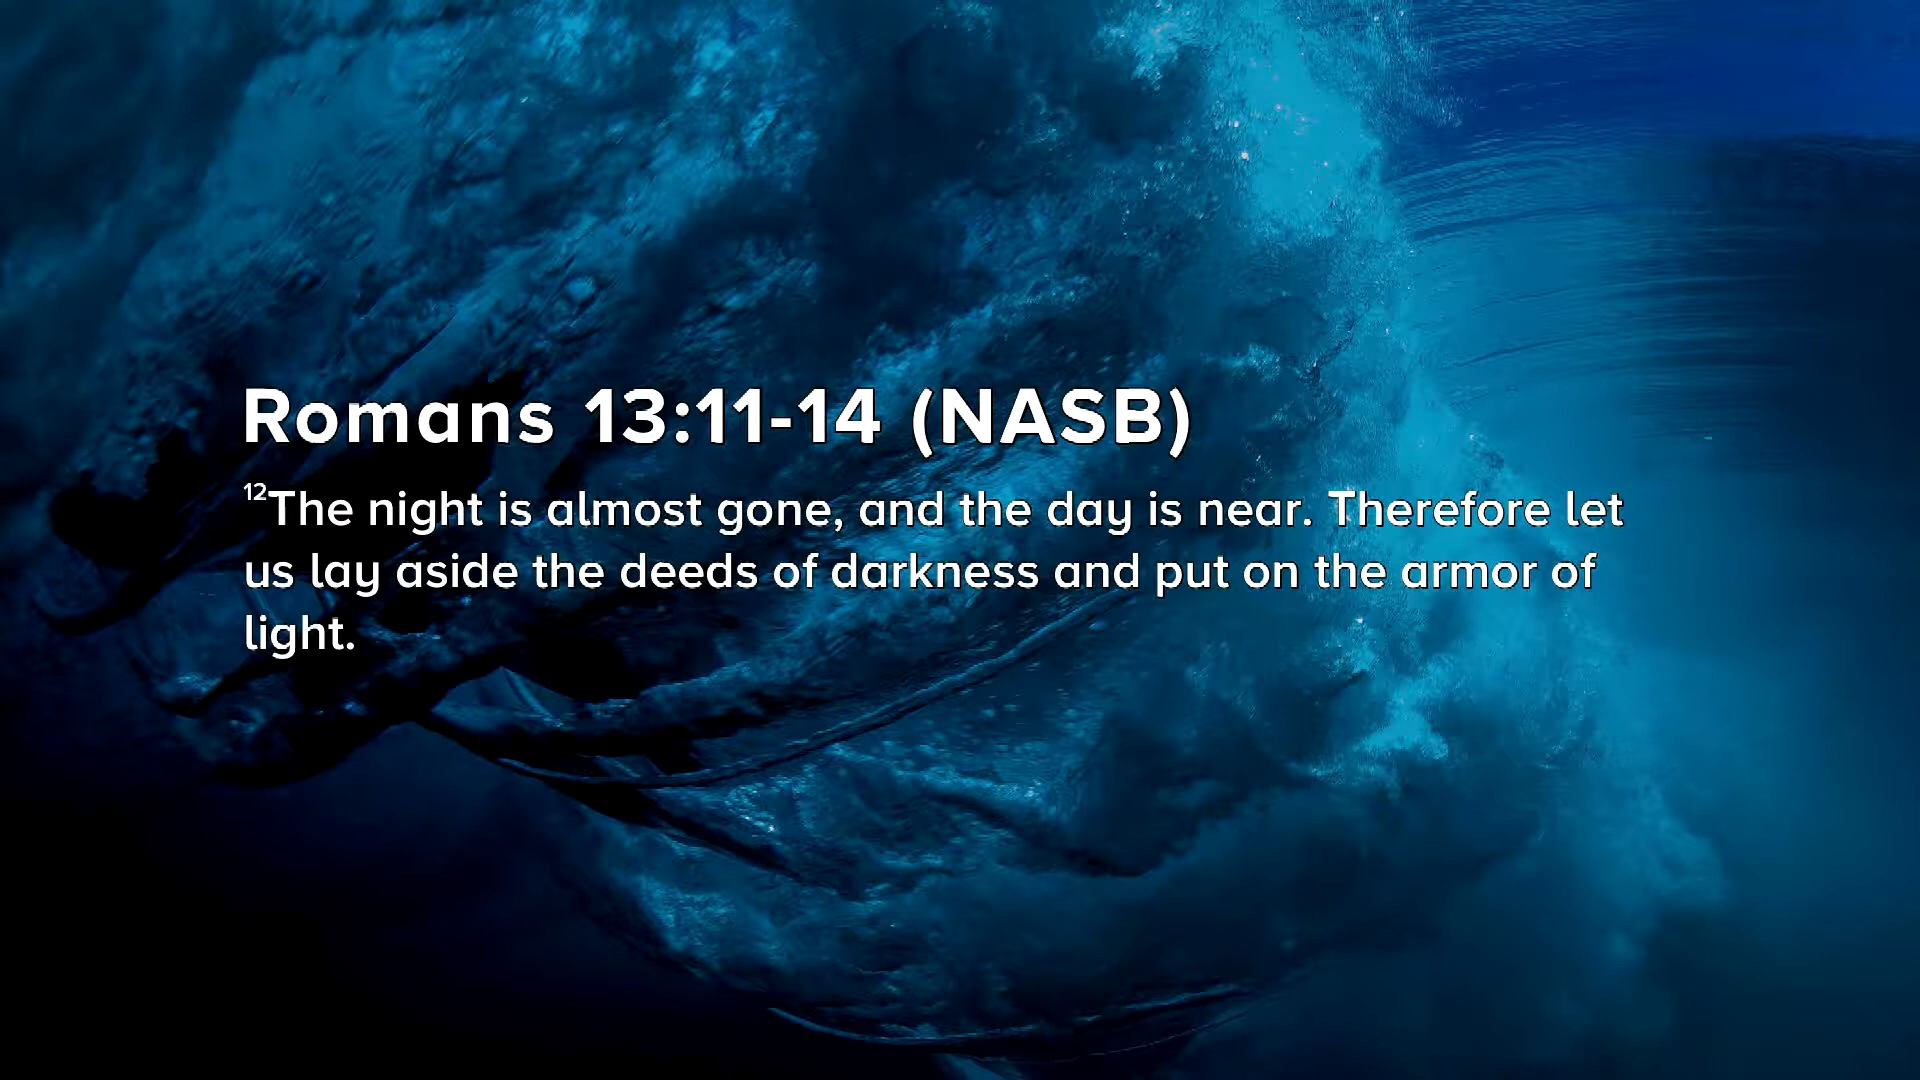 Romans 13:11-14 (NASB)
12The night is almost gone, and the day is near. Therefore let
us lay aside the deeds of darkness and put on the armor of
light.